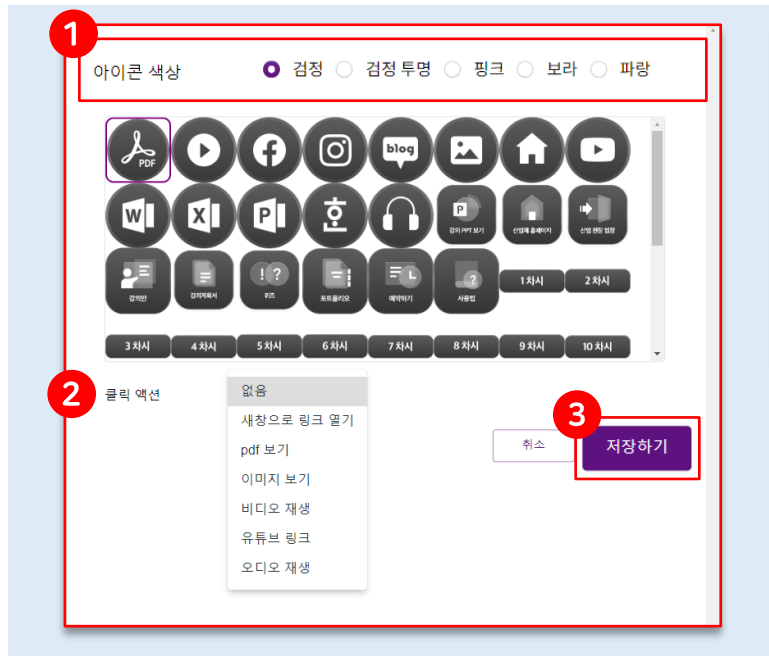 1
아이콘 색상 검정 검정 투명 핑크 보라 파랑
PDF blog
W X P 호 P 강의 PPT 보기 산업체 홈페이지 산업 현장 입장
강의안 강의계획서 ! ? 퀴즈 포트폴리오 예약하기 ? 사용법 1 차시 2 차시
3 차시 4 차시 5 차시 6 차시 7 차시 8 차시 9 차시 10 차시
2 클릭 액션
없음
새창으로 링크 열기
pdf 보기
이미지 보기
비디오 재생
유튜브 링크
오디오 재생
3
취소 저장하기